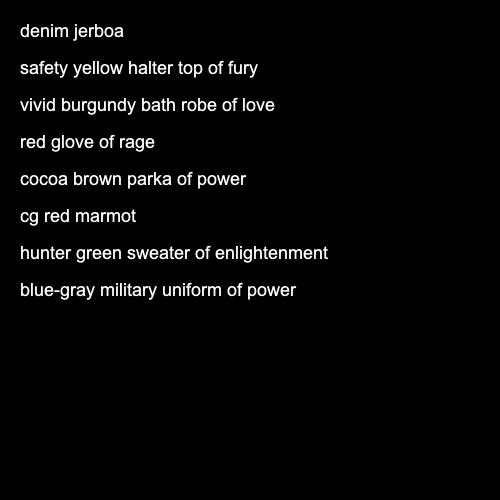 denim jerboa
safety yellow halter top of fury
vivid burgundy bath robe of love
red glove of rage
cocoa brown parka of power
cg red marmot
hunter green sweater of enlightenment
blue-gray military uniform of power